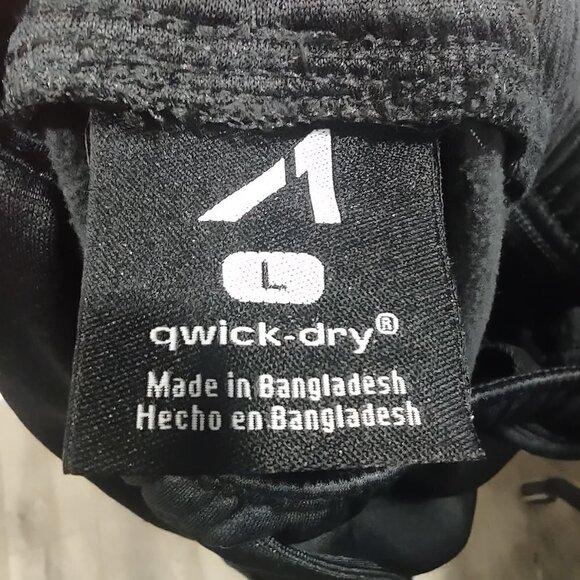 L
qwick-dry®
Made in Bangladesh
Hecho en Bangladesh